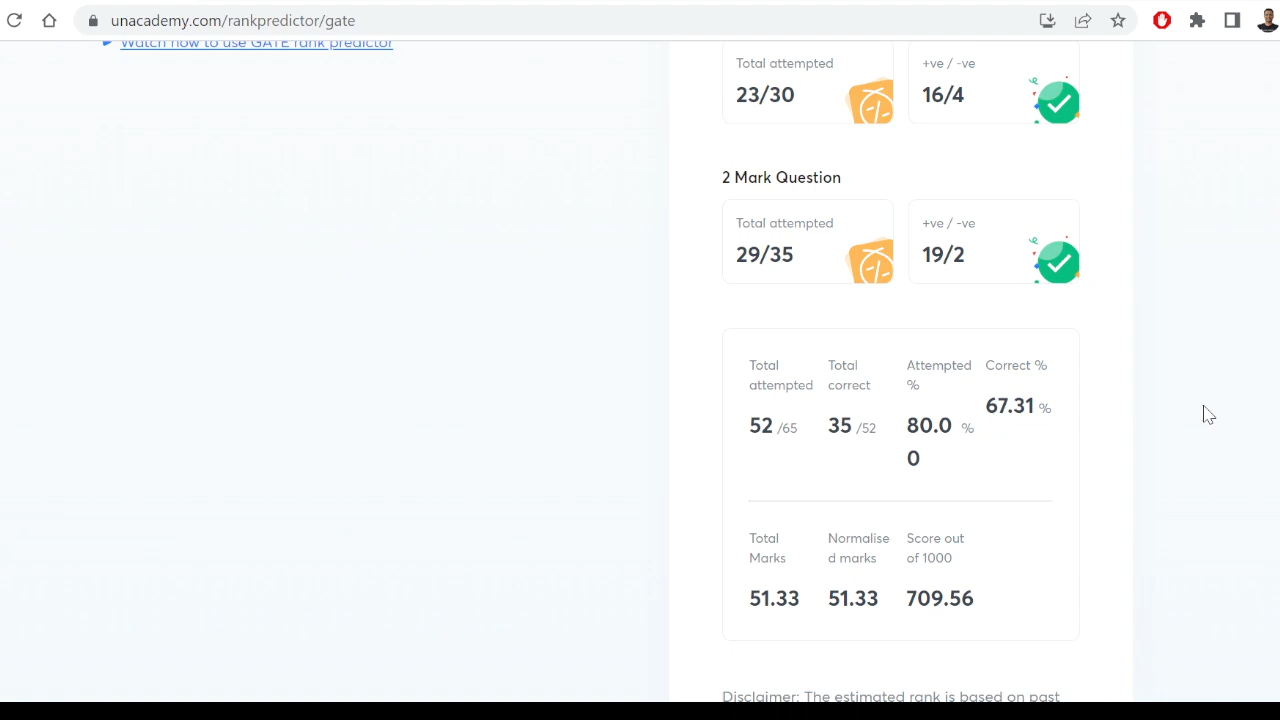 unacademy.com/rankpredictor/gate
Watch how to use GATE rank predictor
Total attempted
23/30
+ve / -ve
16/4
2 Mark Question
Total attempted
29/35
+ve / -ve
19/2
Total
attempted
52 /65
Total
correct
35 /52
Attempted
%
80.0 %
0
Correct %
67.31 %
Total
Marks
51.33
Normalise
d marks
51.33
Score out
of 1000
709.56
Disclaimer: The estimated rank is based on past